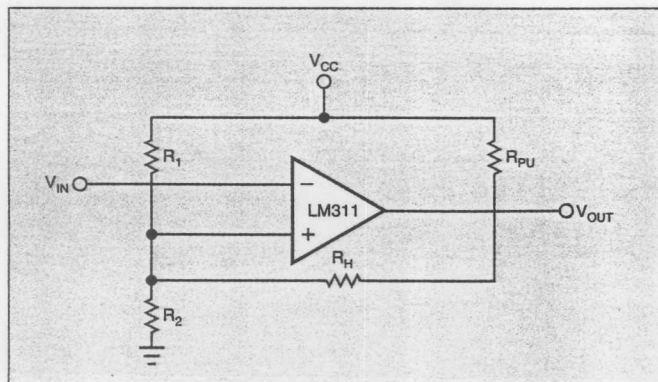 V_CC
R_1
R_PU
V_IN
−
LM311
+
V_OUT
R_H
R_2